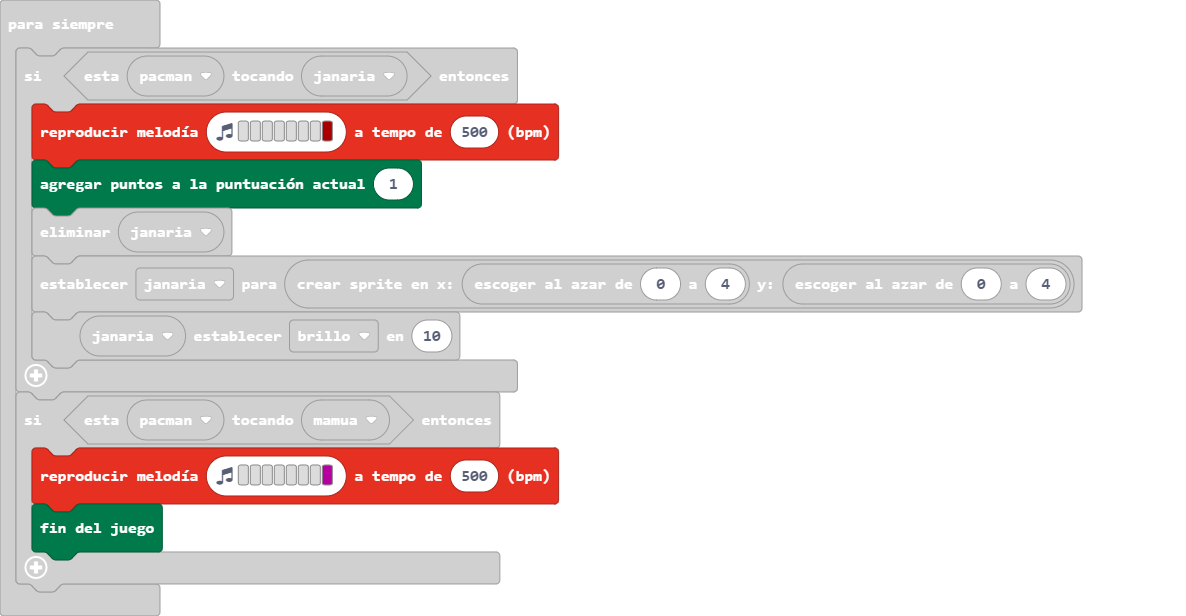 para siempre
si esta pacman tocando janaria entonces
reproducir melodía a tempo de 500 (bpm)
agregar puntos a la puntuación actual 1
eliminar janaria
establecer janaria para crear sprite en x: escoger al azar de 0 a 4 y: escoger al azar de 0 a 4
janaria establecer brillo en 10
si esta pacman tocando mamua entonces
reproducir melodía a tempo de 500 (bpm)
fin del juego